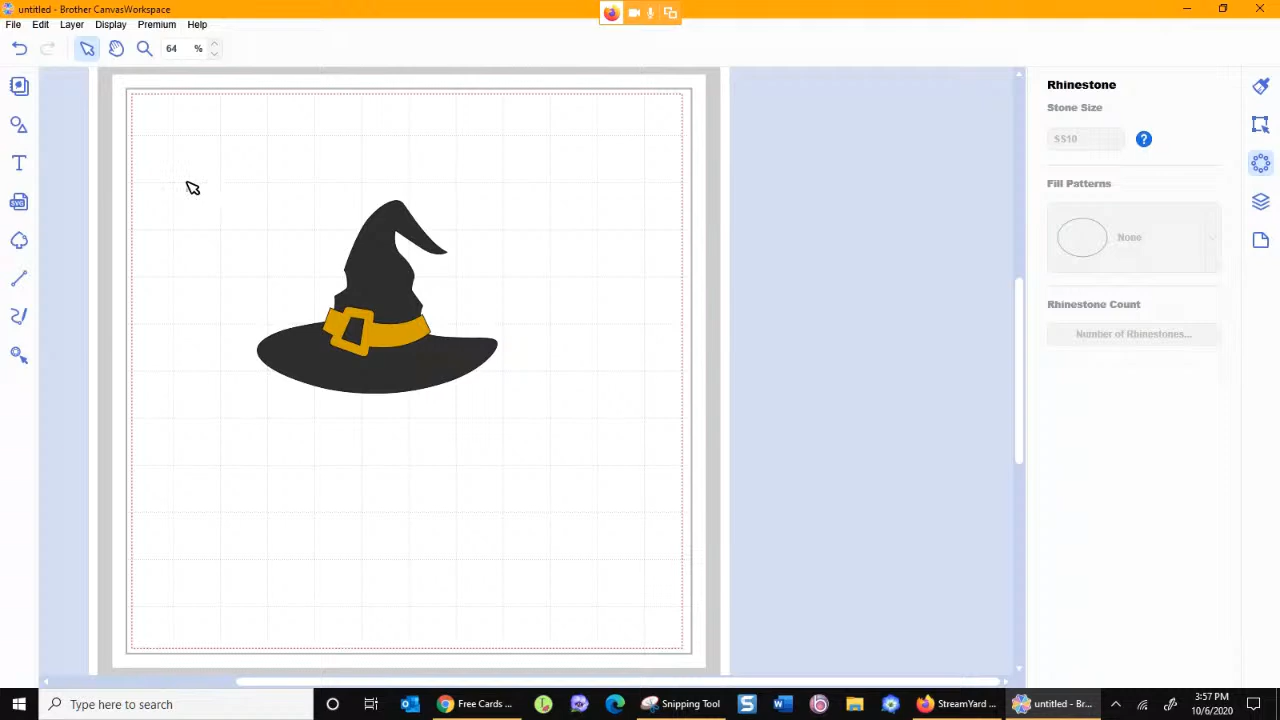 untitled - Brother CanvasWorkspace
File Edit Layer Display Premium Help
64 %
Rhinestone
Stone Size
SS10
?
Fill Patterns
None
Rhinestone Count
Number of Rhinestones...
T
SVG
Type here to search
Free Cards ...
Snipping Tool
S
W
StreamYard ...
untitled - Br...
3:57 PM
10/6/2020